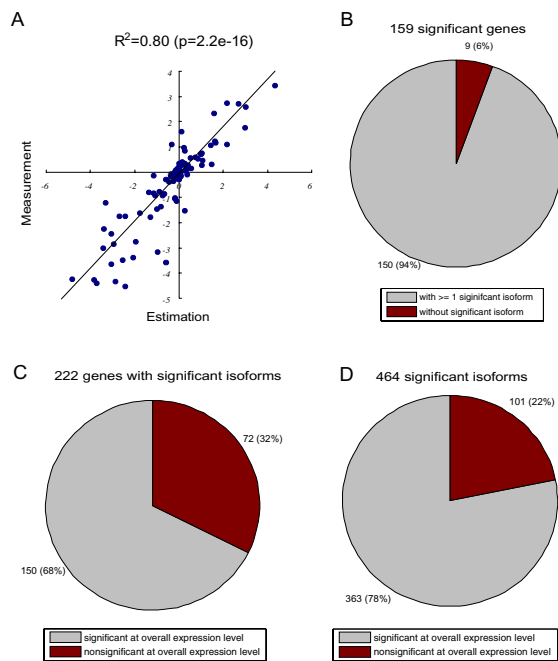 A
R²=0.80 (p=2.2e-16)
Measurement
4
3
2
1
0
-1
-2
-3
-4
-5
-6
-4
-2
0
2
4
6
Estimation
B
159 significant genes
9 (6%)
150 (94%)
with >= 1 siginifcant isoform
without significant isoform
C
222 genes with significant isoforms
72 (32%)
150 (68%)
significant at overall expression level
nonsignificant at overall expression level
D
464 significant isoforms
101 (22%)
363 (78%)
significant at overall expression level
nonsignificant at overall expression level